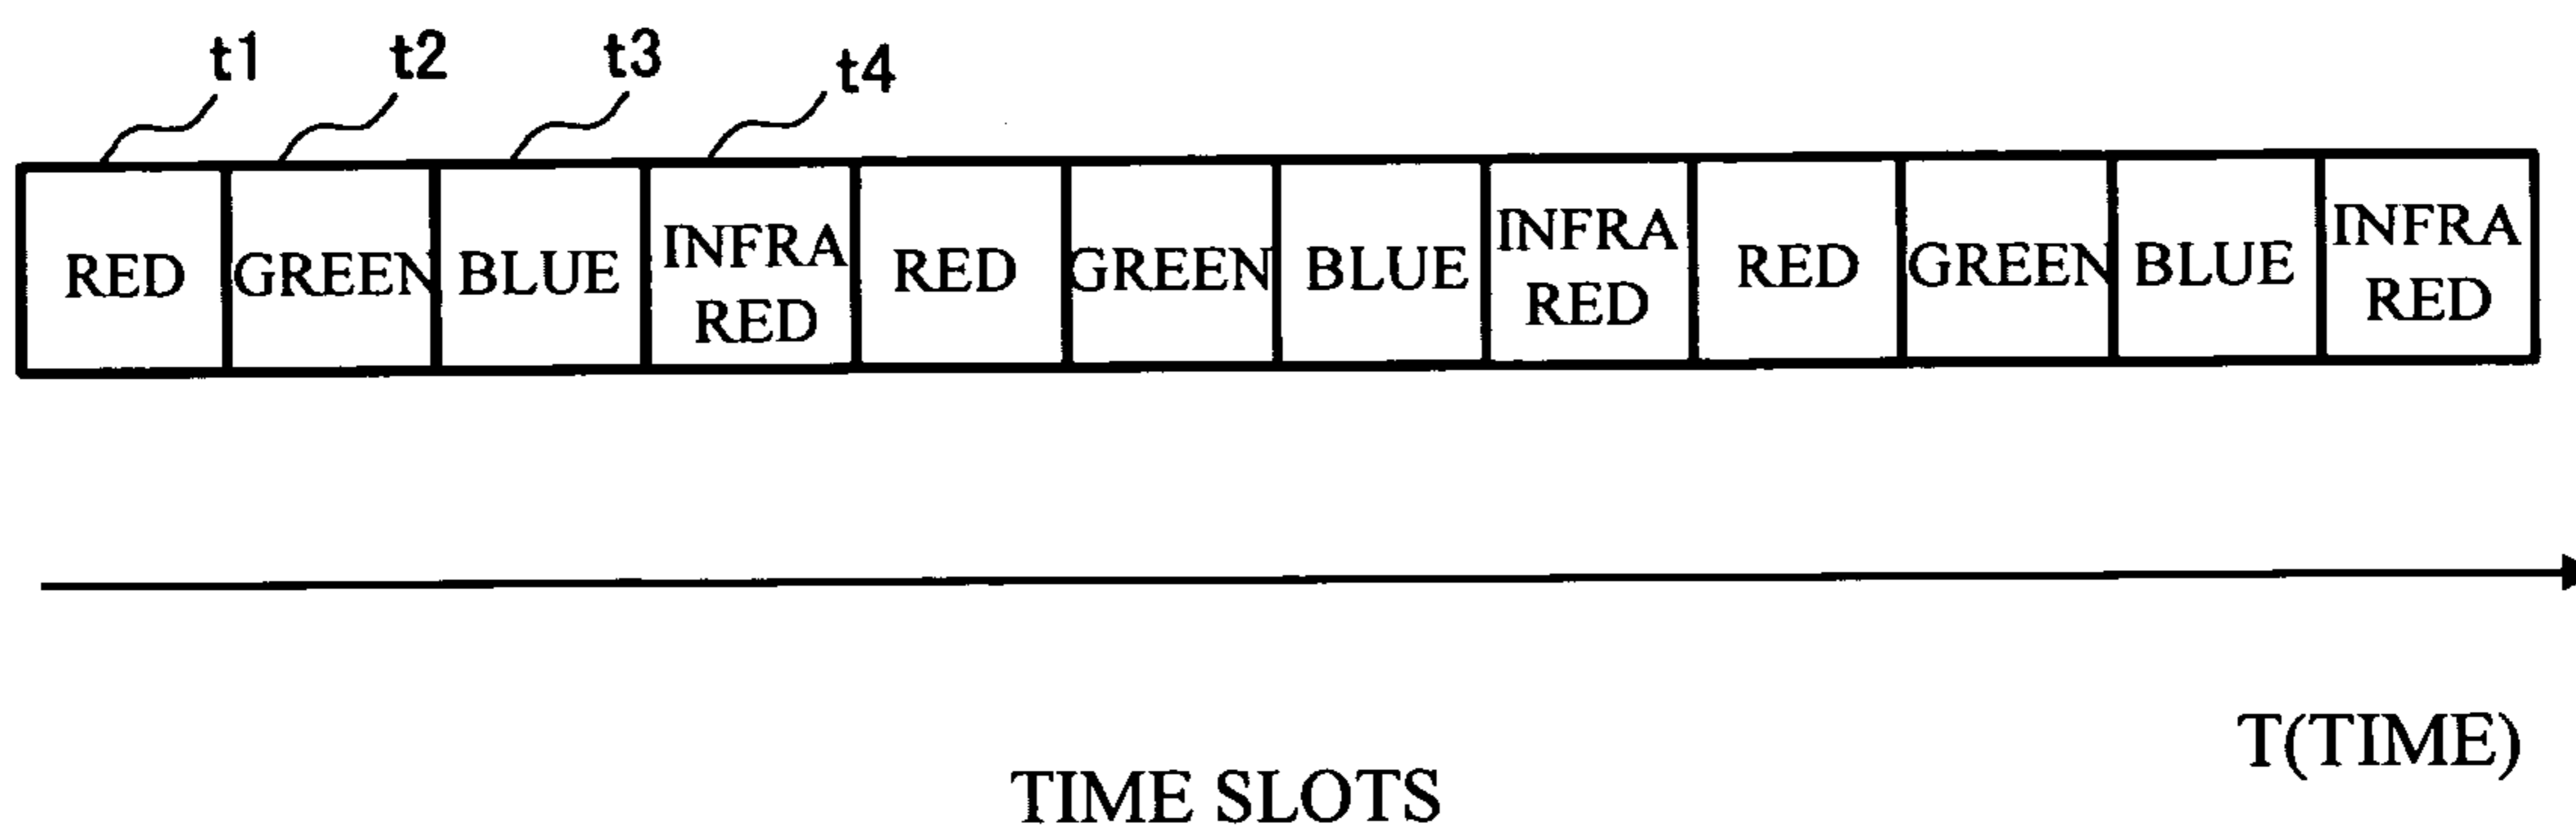 t1 t2 t3 t4
RED GREEN BLUE INFRA RED RED GREEN BLUE INFRA RED RED GREEN BLUE INFRA RED
T(TIME)
TIME SLOTS